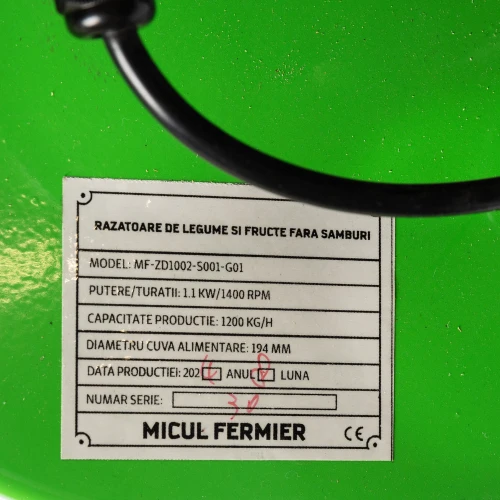 RAZATOARE DE LEGUME SI FRUCTE FARA SAMBURI
MODEL: MF-ZD1002-S001-G01
PUTERE/TURATII: 1.1 KW/1400 RPM
CAPACITATE PRODUCTIE: 1200 KG/H
DIAMETRU CUVA ALIMENTARE: 194 MM
DATA PRODUCTIEI: 202 ANUL 8 LUNA
NUMAR SERIE: 30
MICUL FERMIER CE